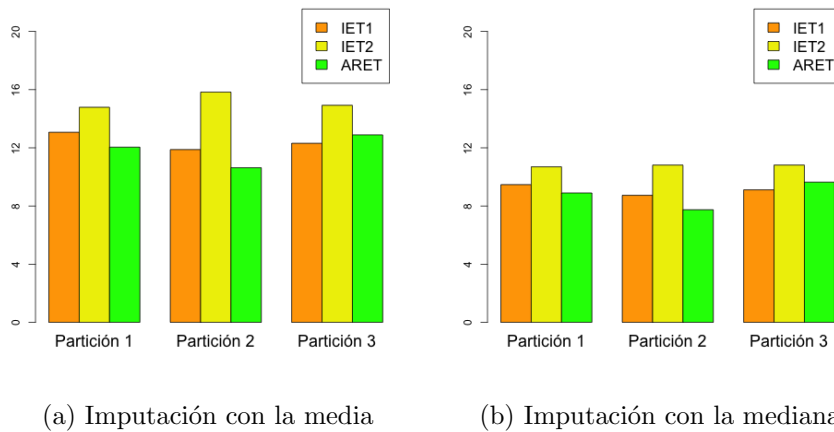 IET1
IET2
ARET
20
16
12
8
4
0
Partición 1 Partición 2 Partición 3
(a) Imputación con la media
IET1
IET2
ARET
20
16
12
8
4
0
Partición 1 Partición 2 Partición 3
(b) Imputación con la mediana